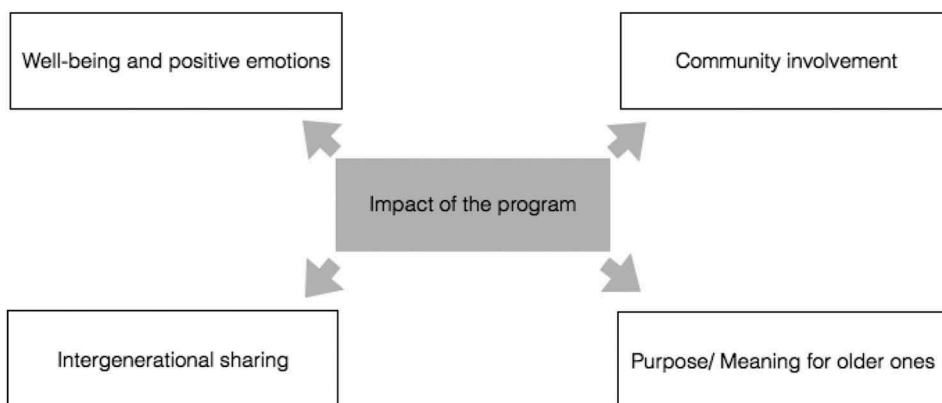 Well-being and positive emotions
Community involvement
Impact of the program
Intergenerational sharing
Purpose/ Meaning for older ones